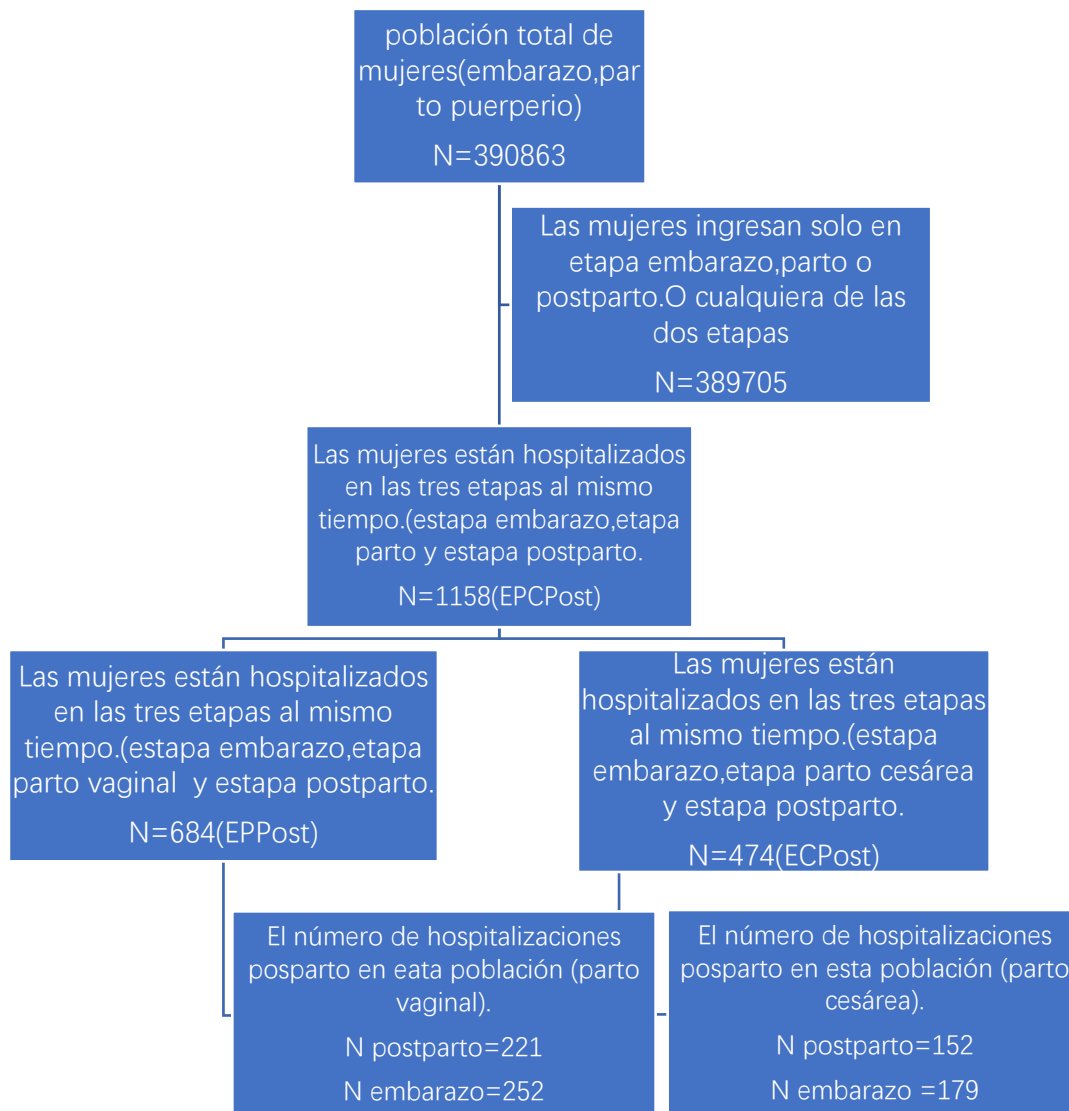 población total de
mujeres(embarazo,par
to puerperio)
N=390863
Las mujeres ingresan solo en
etapa embarazo,parto o
postparto.O cualquiera de las
dos etapas
N=389705
Las mujeres están hospitalizados
en las tres etapas al mismo
tiempo.(estapa embarazo,etapa
parto y estapa postparto.
N=1158(EPCPost)
Las mujeres están hospitalizados
en las tres etapas al mismo
tiempo.(estapa embarazo,etapa
parto vaginal y estapa postparto.
N=684(EPPost)
Las mujeres están
hospitalizados en las tres etapas
al mismo tiempo.(estapa
embarazo,etapa parto cesárea
y estapa postparto.
N=474(ECPost)
El número de hospitalizaciones
posparto en eata población (parto
vaginal).
N postparto=221
N embarazo=252
El número de hospitalizaciones
posparto en esta población (parto
cesárea).
N postparto=152
N embarazo =179